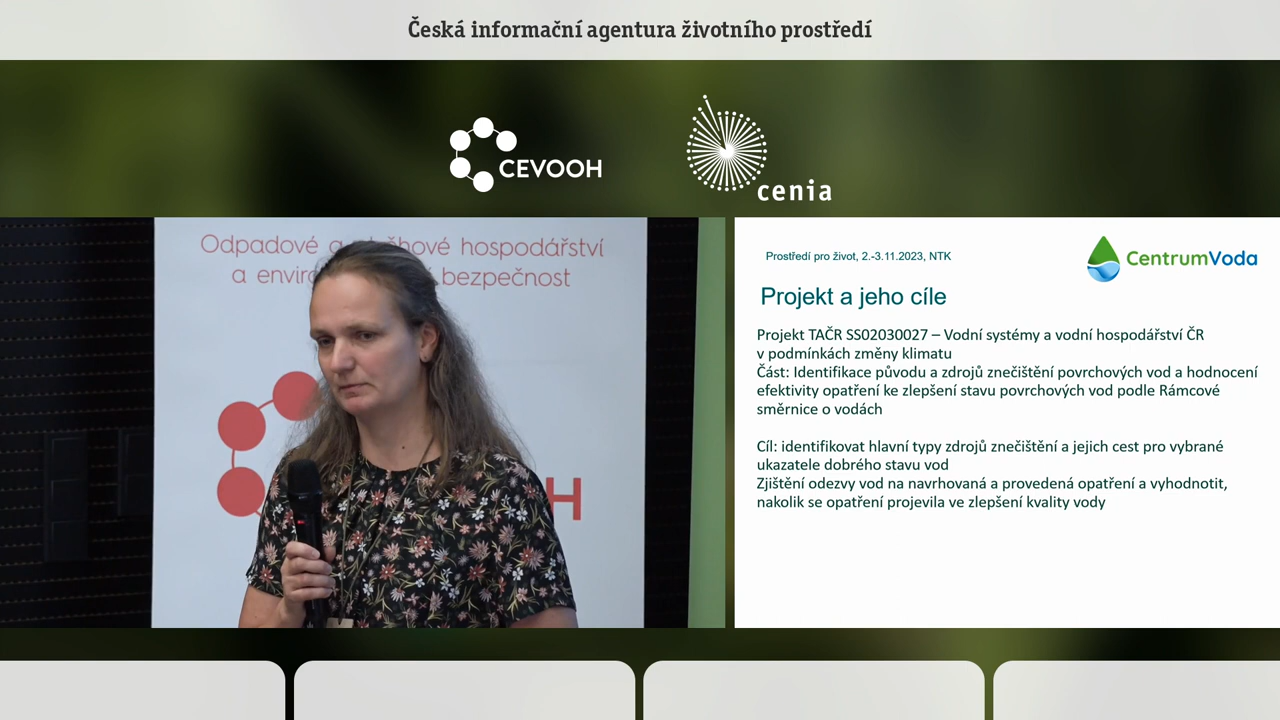 Česká informační agentura životního prostředí
CEVOOH
cenia
Odpadové a hospodářství
a bezpečnost
H
Prostředí pro život, 2.-3.11.2023, NTK
CentrumVoda
Projekt a jeho cíle
Projekt TAČR SS02030027 – Vodní systémy a vodní hospodářství ČR
v podmínkách změny klimatu
Část: Identifikace původu a zdrojů znečištění povrchových vod a hodnocení
efektivity opatření ke zlepšení stavu povrchových vod podle Rámcové
směrnice o vodách
Cíl: identifikovat hlavní typy zdrojů znečištění a jejich cest pro vybrané
ukazatele dobrého stavu vod
Zjištění odezvy vod na navrhovaná a provedená opatření a vyhodnotit,
nakolik se opatření projevila ve zlepšení kvality vody